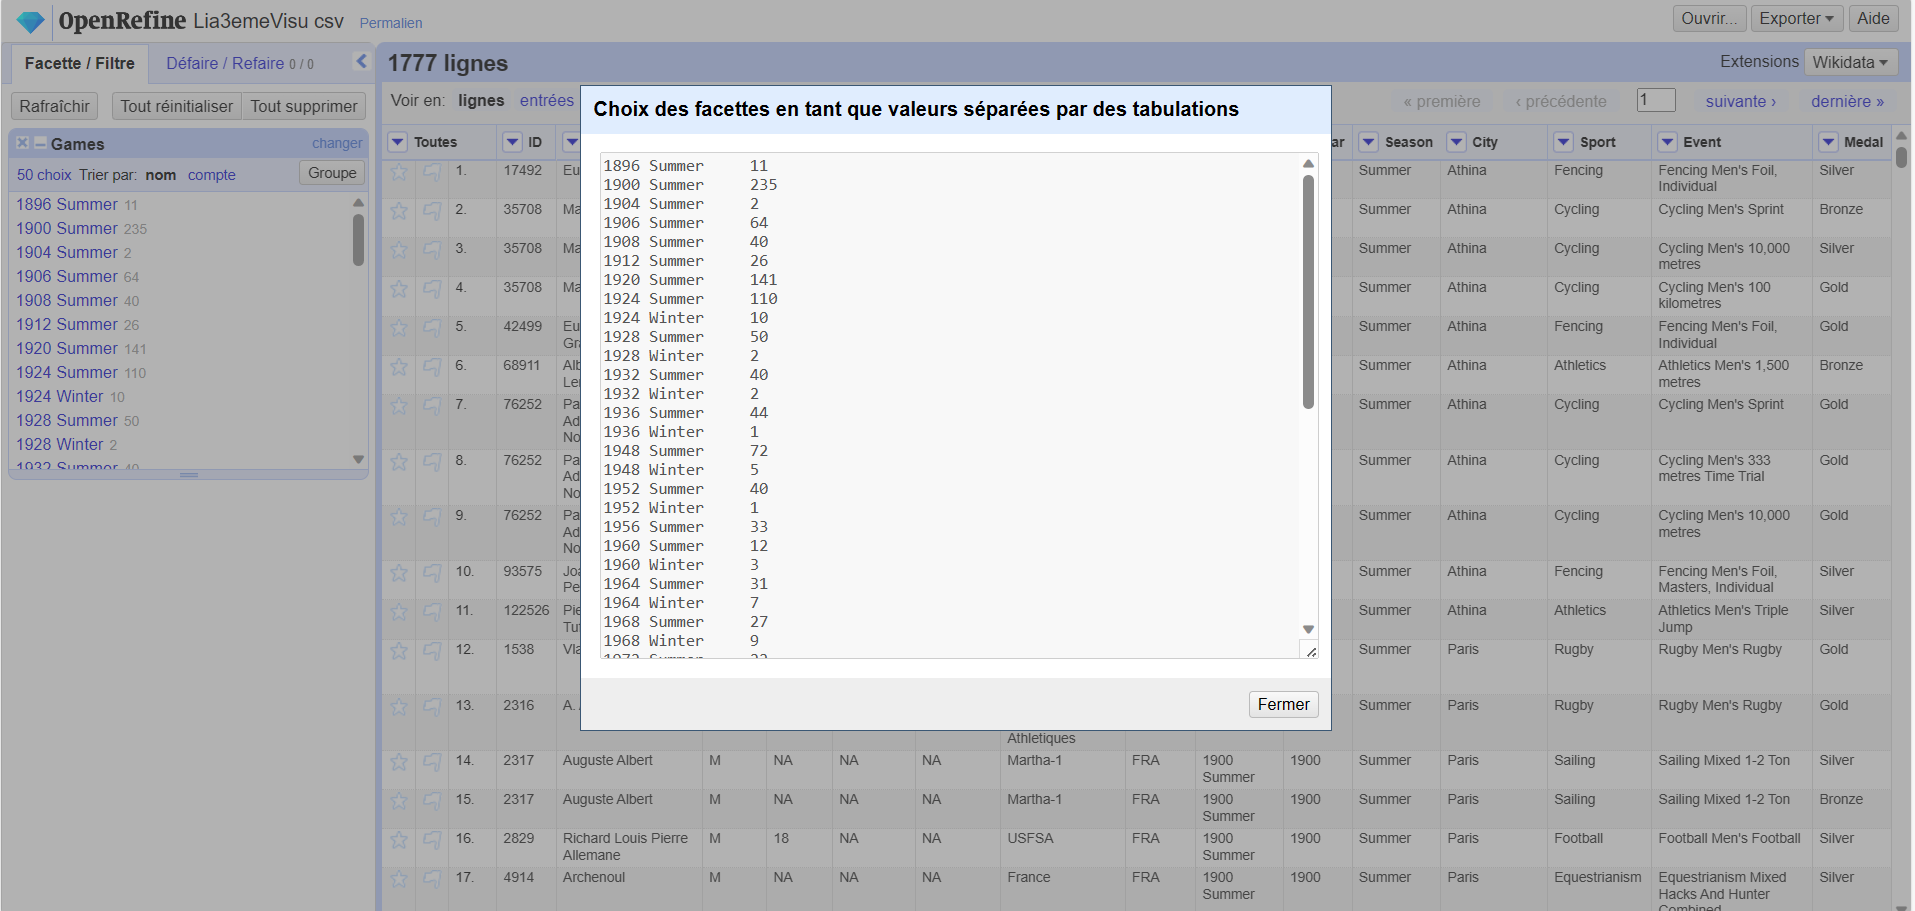 OpenRefine Lia3emeVisu csv Permalien
Ouvrir... Exporter Aide
Facette / Filtre Défaire / Refaire 0 / 0
1777 lignes
Extensions Wikidata
Rafraîchir Tout réinitialiser Tout supprimer
Voir en: lignes entrées
« première ‹ précédente 1 suivante › dernière »
Games changer
50 choix Trier par: nom compte Groupe
1896 Summer 11
1900 Summer 235
1904 Summer 2
1906 Summer 64
1908 Summer 40
1912 Summer 26
1920 Summer 141
1924 Summer 110
1924 Winter 10
1928 Summer 50
1928 Winter 2
1932 Summer 40
Choix des facettes en tant que valeurs séparées par des tabulations
1896 Summer 11
1900 Summer 235
1904 Summer 2
1906 Summer 64
1908 Summer 40
1912 Summer 26
1920 Summer 141
1924 Summer 110
1924 Winter 10
1928 Summer 50
1928 Winter 2
1932 Summer 40
1932 Winter 2
1936 Summer 44
1936 Winter 1
1948 Summer 72
1948 Winter 5
1952 Summer 40
1952 Winter 1
1956 Summer 33
1960 Summer 12
1960 Winter 3
1964 Summer 31
1964 Winter 7
1968 Summer 27
1968 Winter 9
Fermer
Toutes ID ar Season City Sport Event Medal
1. 17492 Eu Summer Athina Fencing Fencing Men's Foil, Silver
Individual
2. 35708 Ma Summer Athina Cycling Cycling Men's Sprint Bronze
3. 35708 Ma Summer Athina Cycling Cycling Men's 10,000 Silver
metres
4. 35708 Ma Summer Athina Cycling Cycling Men's 100 Gold
kilometres
5. 42499 Eu Summer Athina Fencing Fencing Men's Foil, Gold
Gra Individual
6. 68911 Alb Summer Athina Athletics Athletics Men's 1,500 Bronze
Ler metres
7. 76252 Pa Summer Athina Cycling Cycling Men's Sprint Gold
Ad
No
8. 76252 Pa Summer Athina Cycling Cycling Men's 333 Gold
Ad metres Time Trial
No
9. 76252 Pa Summer Athina Cycling Cycling Men's 10,000 Gold
Ad metres
No
10. 93575 Joa Summer Athina Fencing Fencing Men's Foil, Silver
Pe Masters, Individual
11. 122526 Pie Summer Athina Athletics Athletics Men's Triple Silver
Tu Jump
12. 1538 Vla Summer Paris Rugby Rugby Men's Rugby Gold
13. 2316 A. Summer Paris Rugby Rugby Men's Rugby Gold
Athletiques
14. 2317 Auguste Albert M NA NA NA Martha-1 FRA 1900 1900 Summer Paris Sailing Sailing Mixed 1-2 Ton Silver
Summer
15. 2317 Auguste Albert M NA NA NA Martha-1 FRA 1900 1900 Summer Paris Sailing Sailing Mixed 1-2 Ton Bronze
Summer
16. 2829 Richard Louis Pierre M 18 NA NA USFSA FRA 1900 1900 Summer Paris Football Football Men's Football Silver
Allemane Summer
17. 4914 Archenoul M NA NA NA France FRA 1900 1900 Summer Paris Equestrianism Equestrianism Mixed Silver
Summer Hacks And Hunter
Combined